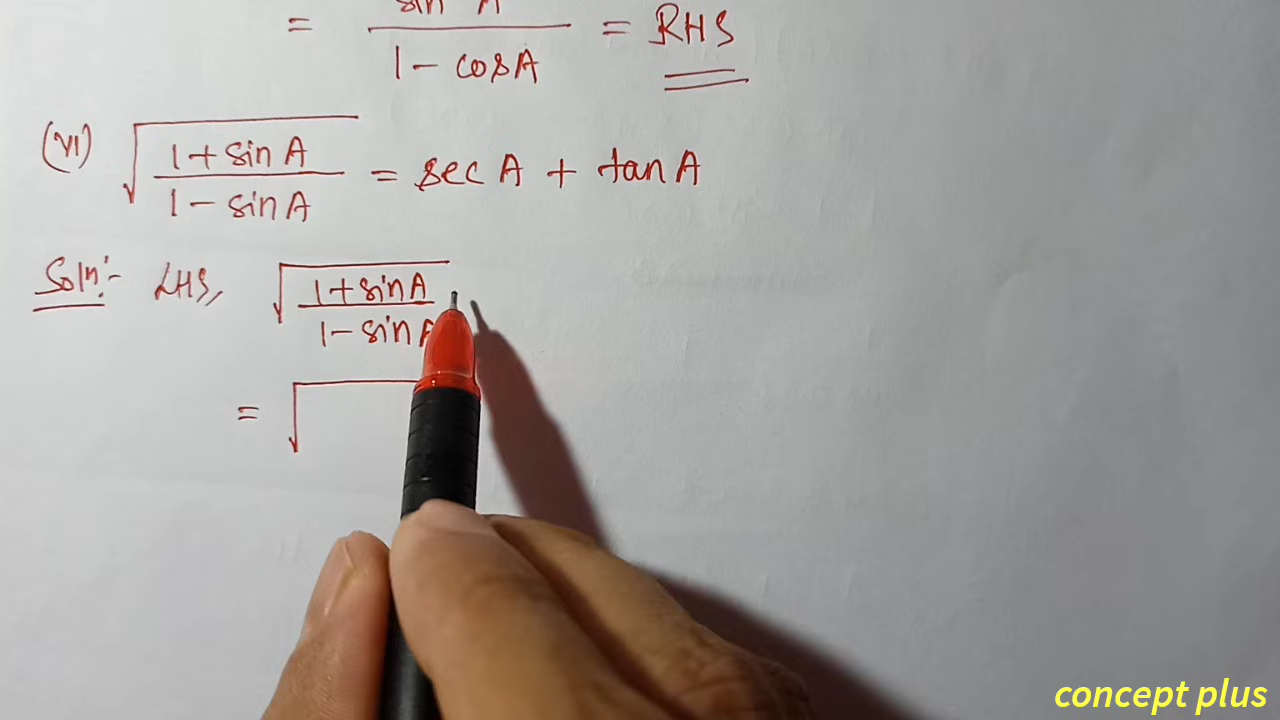 = sin A / 1 - cosA = RHS
(VI) √(1 + sin A / 1 - sin A) = sec A + tan A
Soln:- LHS, √(1 + sin A / 1 - sin A)
= √
concept plus